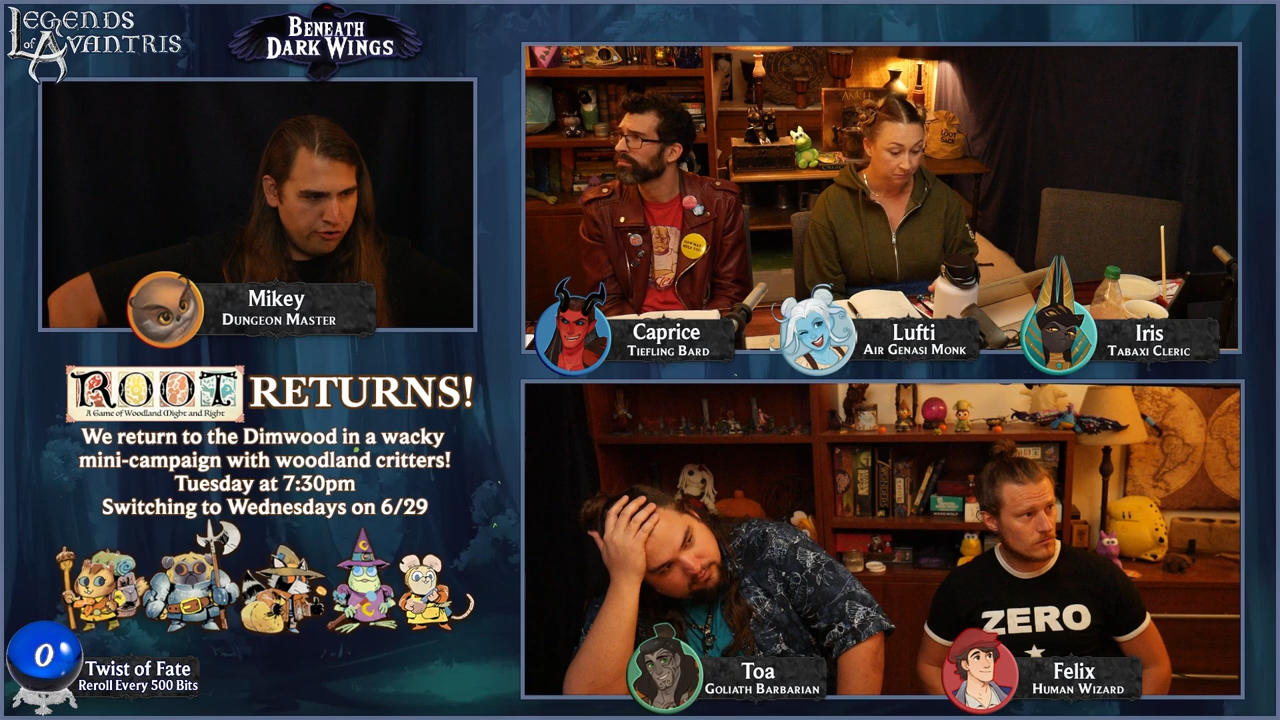 LEGENDS
of AVANTRIS
BENEATH
DARK WINGS
Mikey
DUNGEON MASTER
ROOT RETURNS!
A Game of Woodland Might and Right
We return to the Dimwood in a wacky
mini-campaign with woodland critters!
Tuesday at 7:30pm
Switching to Wednesdays on 6/29
0
Twist of Fate
Reroll Every 500 Bits
LOOT
SACK
Caprice
TIEFLING BARD
Lufti
AIR GENASI MONK
Iris
TABAXI CLERIC
ZERO
Toa
GOLIATH BARBARIAN
Felix
HUMAN WIZARD